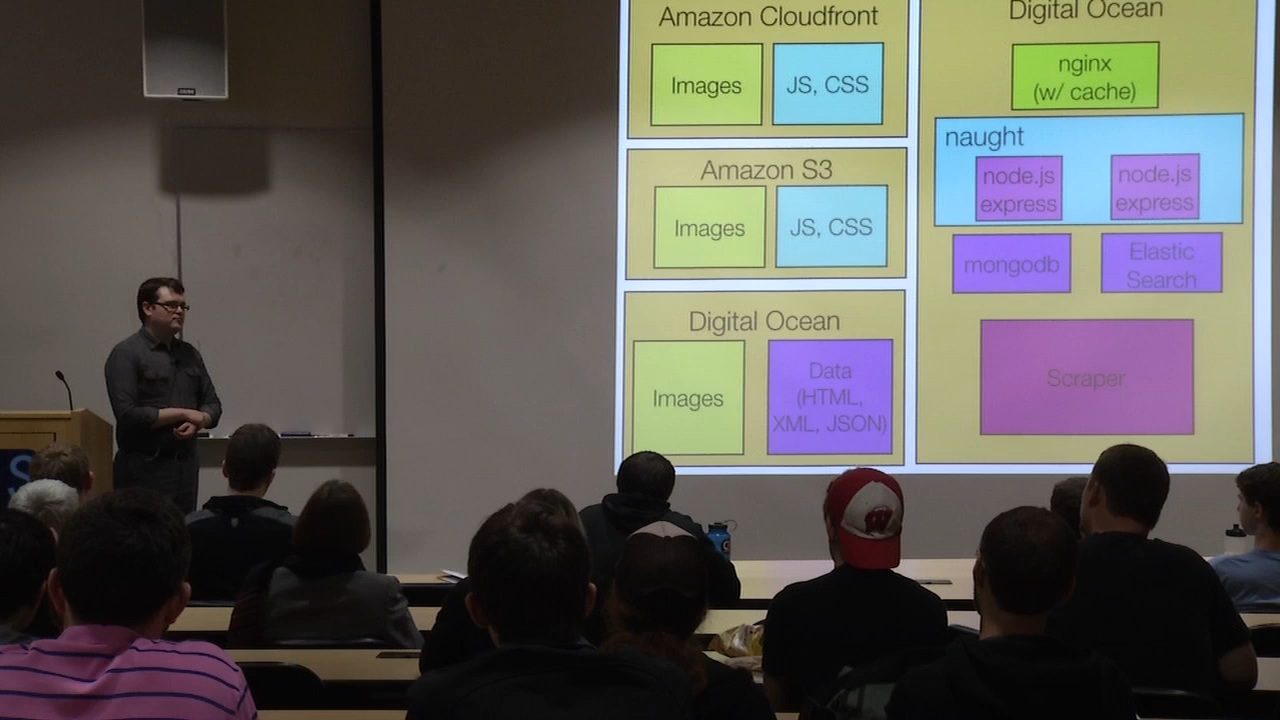 Amazon Cloudfront
Images
JS, CSS
Amazon S3
Images
JS, CSS
Digital Ocean
Images
Data
(HTML,
XML, JSON)
Digital Ocean
nginx
(w/ cache)
naught
node.js
express
node.js
express
mongodb
Elastic
Search
Scraper
S
W